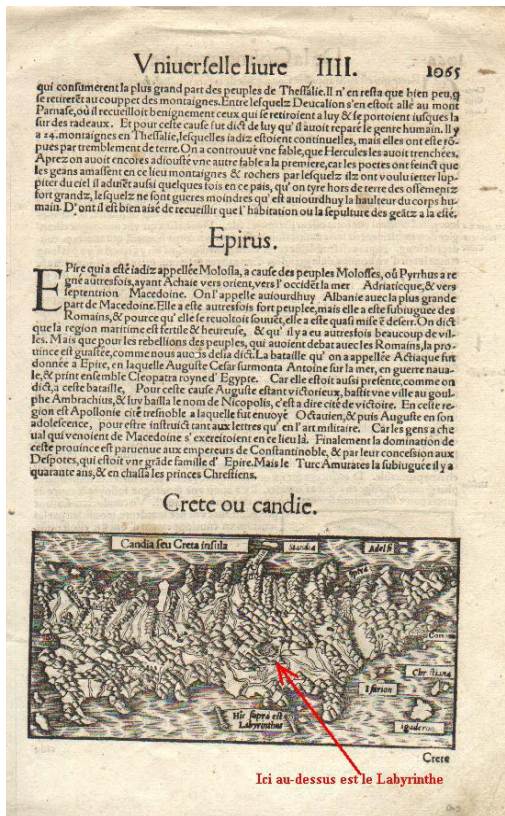 Vniuerselle liure IIII. 1065
qui consumerent la plus grand part des peuples de Thessalie. Il n'en resta que bien peu, q
se retirerēt au couppet des montaignes. Entre lesquelz Deucalion s'en estoit allé au mont
Parnase, où il recueilloit benignement ceux qui se retiroient a luy & se portoient iusques la
sur des radeaux. Et pour ceste cause fut dict de luy qu'il auoit reparé le genre humain. Il y
a 24. montaignes en Thessalie, lesquelles iadiz estoient continuelles, mais elles ont esté rō-
pues par tremblement de terre. On a controuué vne fable, que Hercules les auoit trenchées.
Aprez on auoit encores adiousté vne autre fable a la premiere, car les poetes ont feinct que
les geans amassent en ce lieu montaignes & rochers par lesquelz ilz ont voulu ietter Iup-
piter du ciel il aduiēt aussi quelques fois en ce païs, qu'on tyre hors de terre des ossementz
fort grandz, lesquelz ne sont gueres moindres qu'est auiourdhuy la haulteur du corps hu-
main. D'ont il est bien aisé de recueillir que l'habitation ou la sepulture des geātz a là esté.
Epirus.
EPire qui a esté iadiz appellée Molossa, a cause des peuples Molosses, où Pyrrhus a re
gné autresfois, ayant Achaie vers orient, vers l'occidēt la mer Adriaticque, & vers
septentrion Macedoine. On l'appelle auiourdhuy Albanie auec la plus grande
part de Macedoine. Elle a esté autresfois fort peuplée, mais elle a este subiuguée des
Romains, & pource qu'elle se reuoltoit souuēt, elle a este quasi mise ē desert. On dict
que la region maritime est fertile & heureuse, & qu'il y a eu autresfois beaucoup de vil-
les. Mais que pour les rebellions des peuples, qui auoient debat auec les Romains, la pro-
uince est guastée, comme nous auōs desia dict. La bataille qu'on a appellée Actiaque fut
donnée a Epire, en laquelle Auguste Cesar surmonta Antoine sur la mer, en guerre naua-
le, & print ensemble Cleopatra royne d'Egypte. Car elle estoit aussi presente, comme on
dict, a ceste bataille, Pour ceste cause Auguste estant victorieux, bastit vne ville au goul-
phe Ambrachius, & luy bailla le nom de Nicopolis, c'est a dire cité de victoire. En ceste re-
gion est Apollonie cité tresnoble a laquelle fut enuoyé Octauien, & puis Auguste en son
adolescence, pour estre instruict tant aux lettres qu'en l'art militaire. Car les gens a che
ual qui venoient de Macedoine s'exercitoient en ce lieu là. Finalement la domination de
ceste prouince est paruenue aux empereurs de Constantinoble, & par leur concession aux
Despotes, qui estoit vne grāde famille d'Epire. Mais le Turc Amurates la subiuguée il y a
quarante ans, & en chassa les princes Chrestiens.
Crete ou candie.
Candia seu Creta insula
Standia
Christiana
Hic supra est
Labyrinthus
Crete
Ici au-dessus est le Labyrinthe